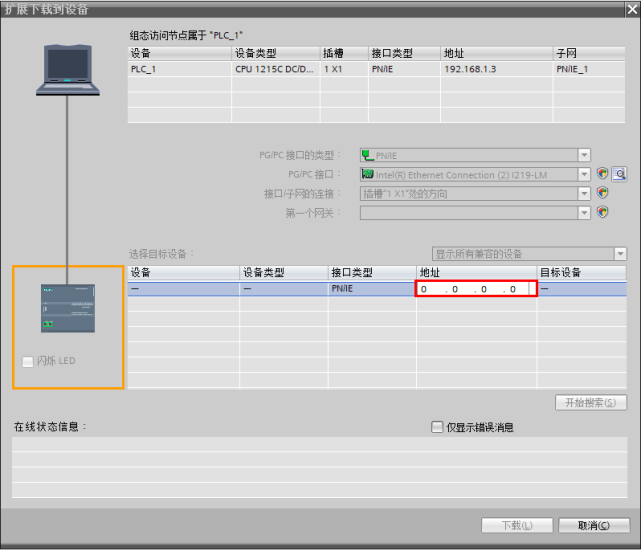 扩展下载到设备
组态访问节点属于 "PLC_1"
设备 设备类型 插槽 接口类型 地址 子网
PLC_1 CPU 1215C DC/D... 1 X1 PN/IE 192.168.1.3 PN/IE_1
PG/PC 接口的类型： PN/IE
PG/PC 接口： Intel(R) Ethernet Connection (2) I219-LM
接口/子网的连接： 插槽"1 X1"处的方向
第一个网关：
选择目标设备： 显示所有兼容的设备
设备 设备类型 接口类型 地址 目标设备
— — PN/IE 0 . 0 . 0 . 0 —
闪烁 LED
开始搜索(S)
在线状态信息： 仅显示错误消息
下载(L) 取消(C)